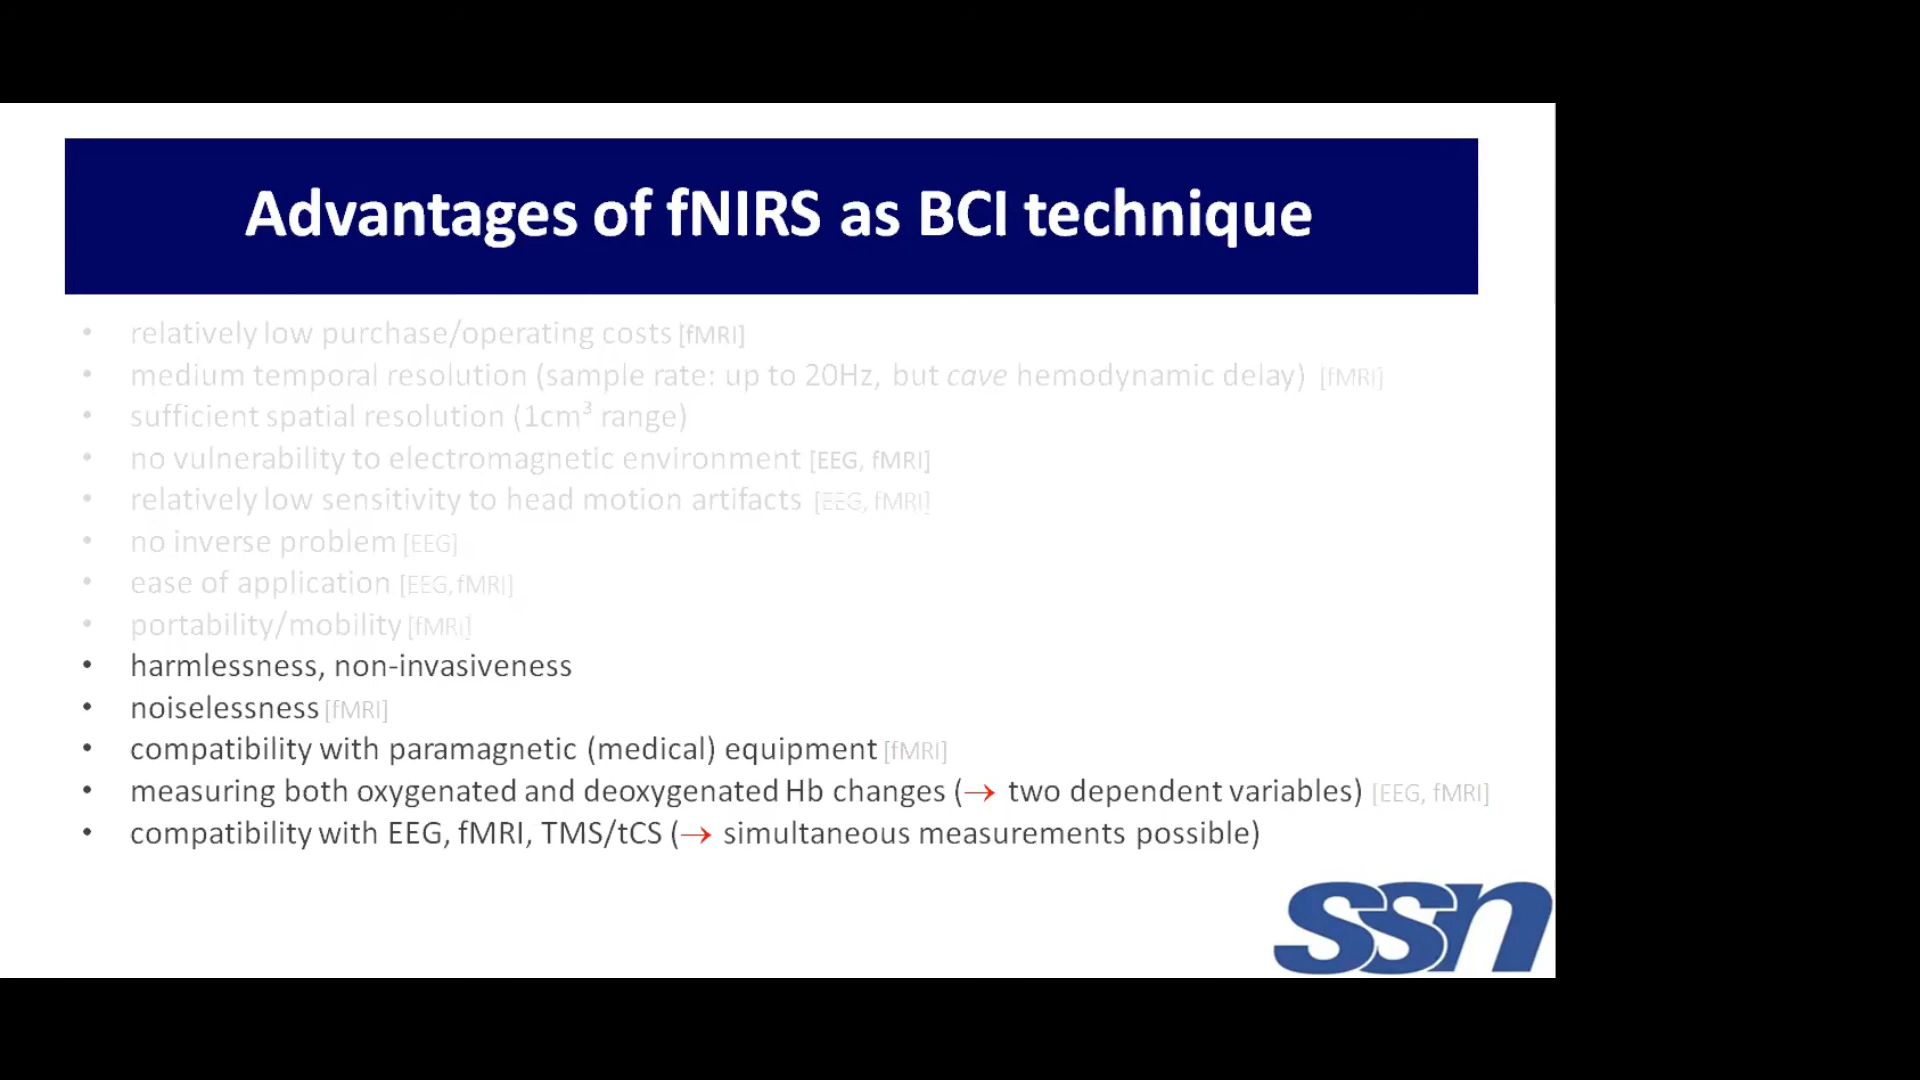 Advantages of fNIRS as BCI technique
• relatively low purchase/operating costs [fMRI]
• medium temporal resolution (sample rate: up to 20Hz, but cave hemodynamic delay) [fMRI]
• sufficient spatial resolution (1cm³ range)
• no vulnerability to electromagnetic environment [EEG, fMRI]
• relatively low sensitivity to head motion artifacts [EEG, fMRI]
• no inverse problem [EEG]
• ease of application [EEG, fMRI]
• portability/mobility [fMRI]
• harmlessness, non-invasiveness
• noiselessness [fMRI]
• compatibility with paramagnetic (medical) equipment [fMRI]
• measuring both oxygenated and deoxygenated Hb changes (→ two dependent variables) [EEG, fMRI]
• compatibility with EEG, fMRI, TMS/tCS (→ simultaneous measurements possible)
ssn